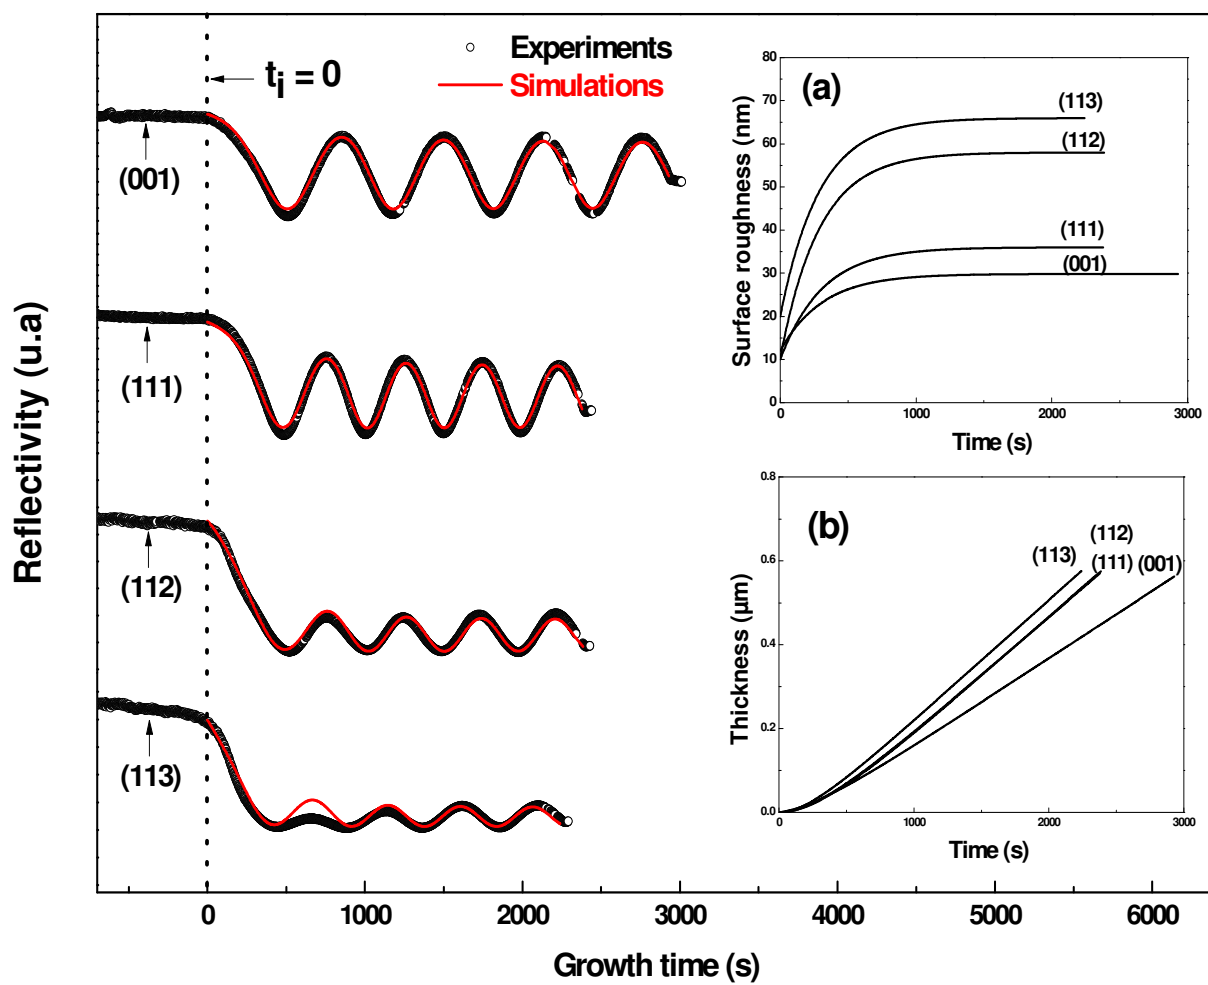 Experiments
Simulations
ti = 0
(001)
(111)
(112)
(113)
Reflectivity (u.a)
0 1000 2000 3000 4000 5000 6000
Growth time (s)
(a)
80
70
60
50
40
30
20
10
0
Surface roughness (nm)
(113)
(112)
(111)
(001)
0 1000 2000 3000
Time (s)
(b)
0.8
0.6
0.4
0.2
0.0
Thickness (µm)
(112)
(113) (111) (001)
0 1000 2000 3000
Time (s)